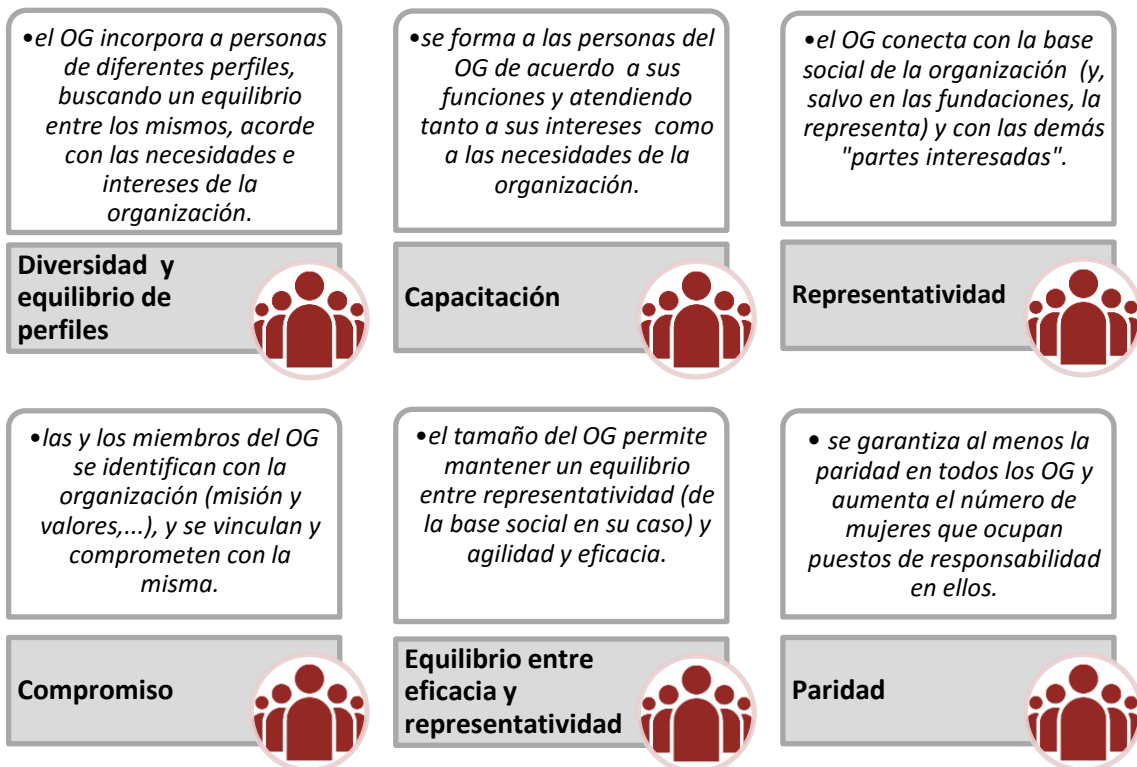 •el OG incorpora a personas
de diferentes perfiles,
buscando un equilibrio
entre los mismos, acorde
con las necesidades e
intereses de la
organización.
Diversidad y
equilibrio de
perfiles
•se forma a las personas del
OG de acuerdo a sus
funciones y atendiendo
tanto a sus intereses como
a las necesidades de la
organización.
Capacitación
•el OG conecta con la base
social de la organización (y,
salvo en las fundaciones, la
representa) y con las demás
"partes interesadas".
Representatividad
•las y los miembros del OG
se identifican con la
organización (misión y
valores,...), y se vinculan y
comprometen con la
misma.
Compromiso
•el tamaño del OG permite
mantener un equilibrio
entre representatividad (de
la base social en su caso) y
agilidad y eficacia.
Equilibrio entre
eficacia y
representatividad
• se garantiza al menos la
paridad en todos los OG y
aumenta el número de
mujeres que ocupan
puestos de responsabilidad
en ellos.
Paridad